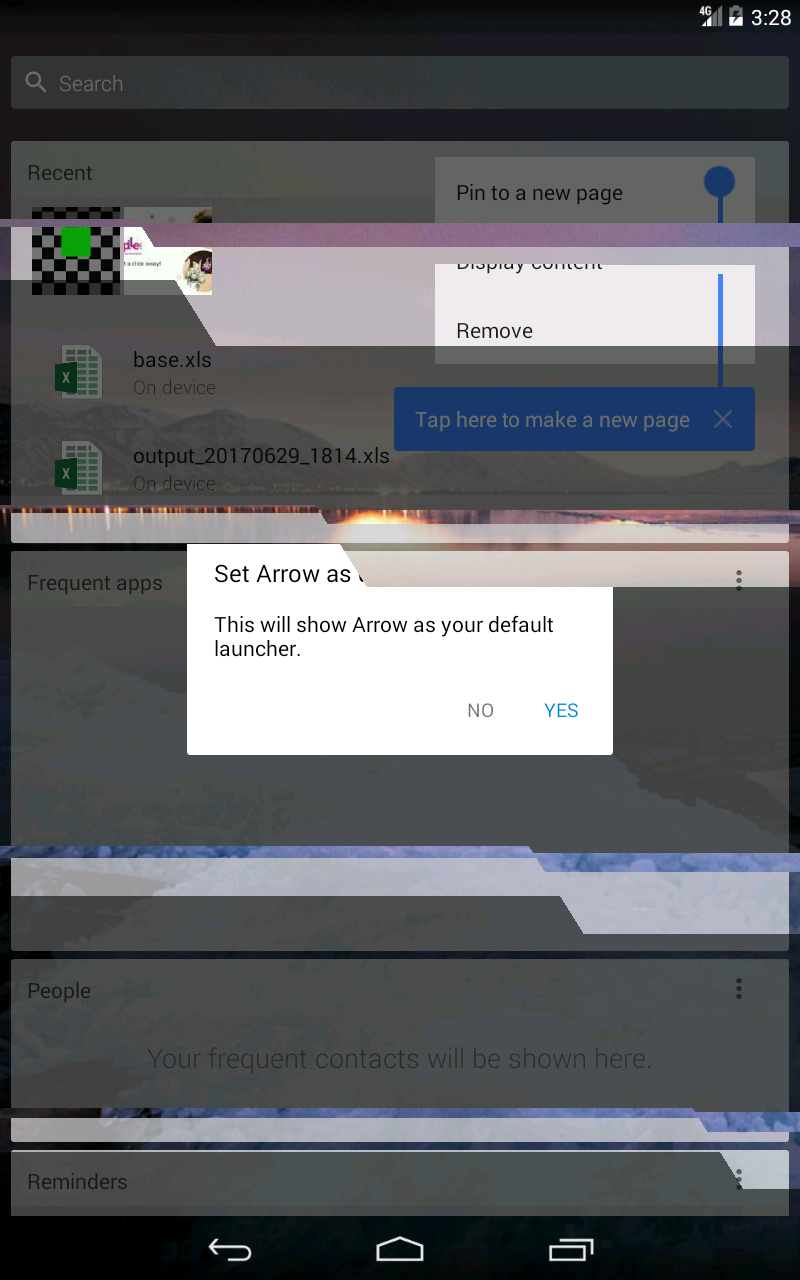 4G 3:28
Search
Recent
Pin to a new page
Display content
Remove
base.xls
On device
Tap here to make a new page
output_20170629_1814.xls
On device
Frequent apps
Set Arrow as
This will show Arrow as your default
launcher.
NO YES
People
Your frequent contacts will be shown here.
Reminders